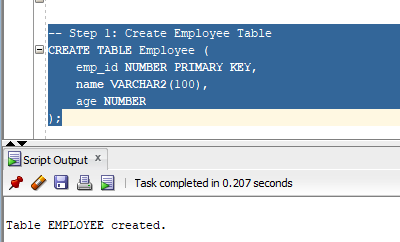 -- Step 1: Create Employee Table
CREATE TABLE Employee (
    emp_id NUMBER PRIMARY KEY,
    name VARCHAR2(100),
    age NUMBER
);
Script Output x
Task completed in 0.207 seconds
Table EMPLOYEE created.